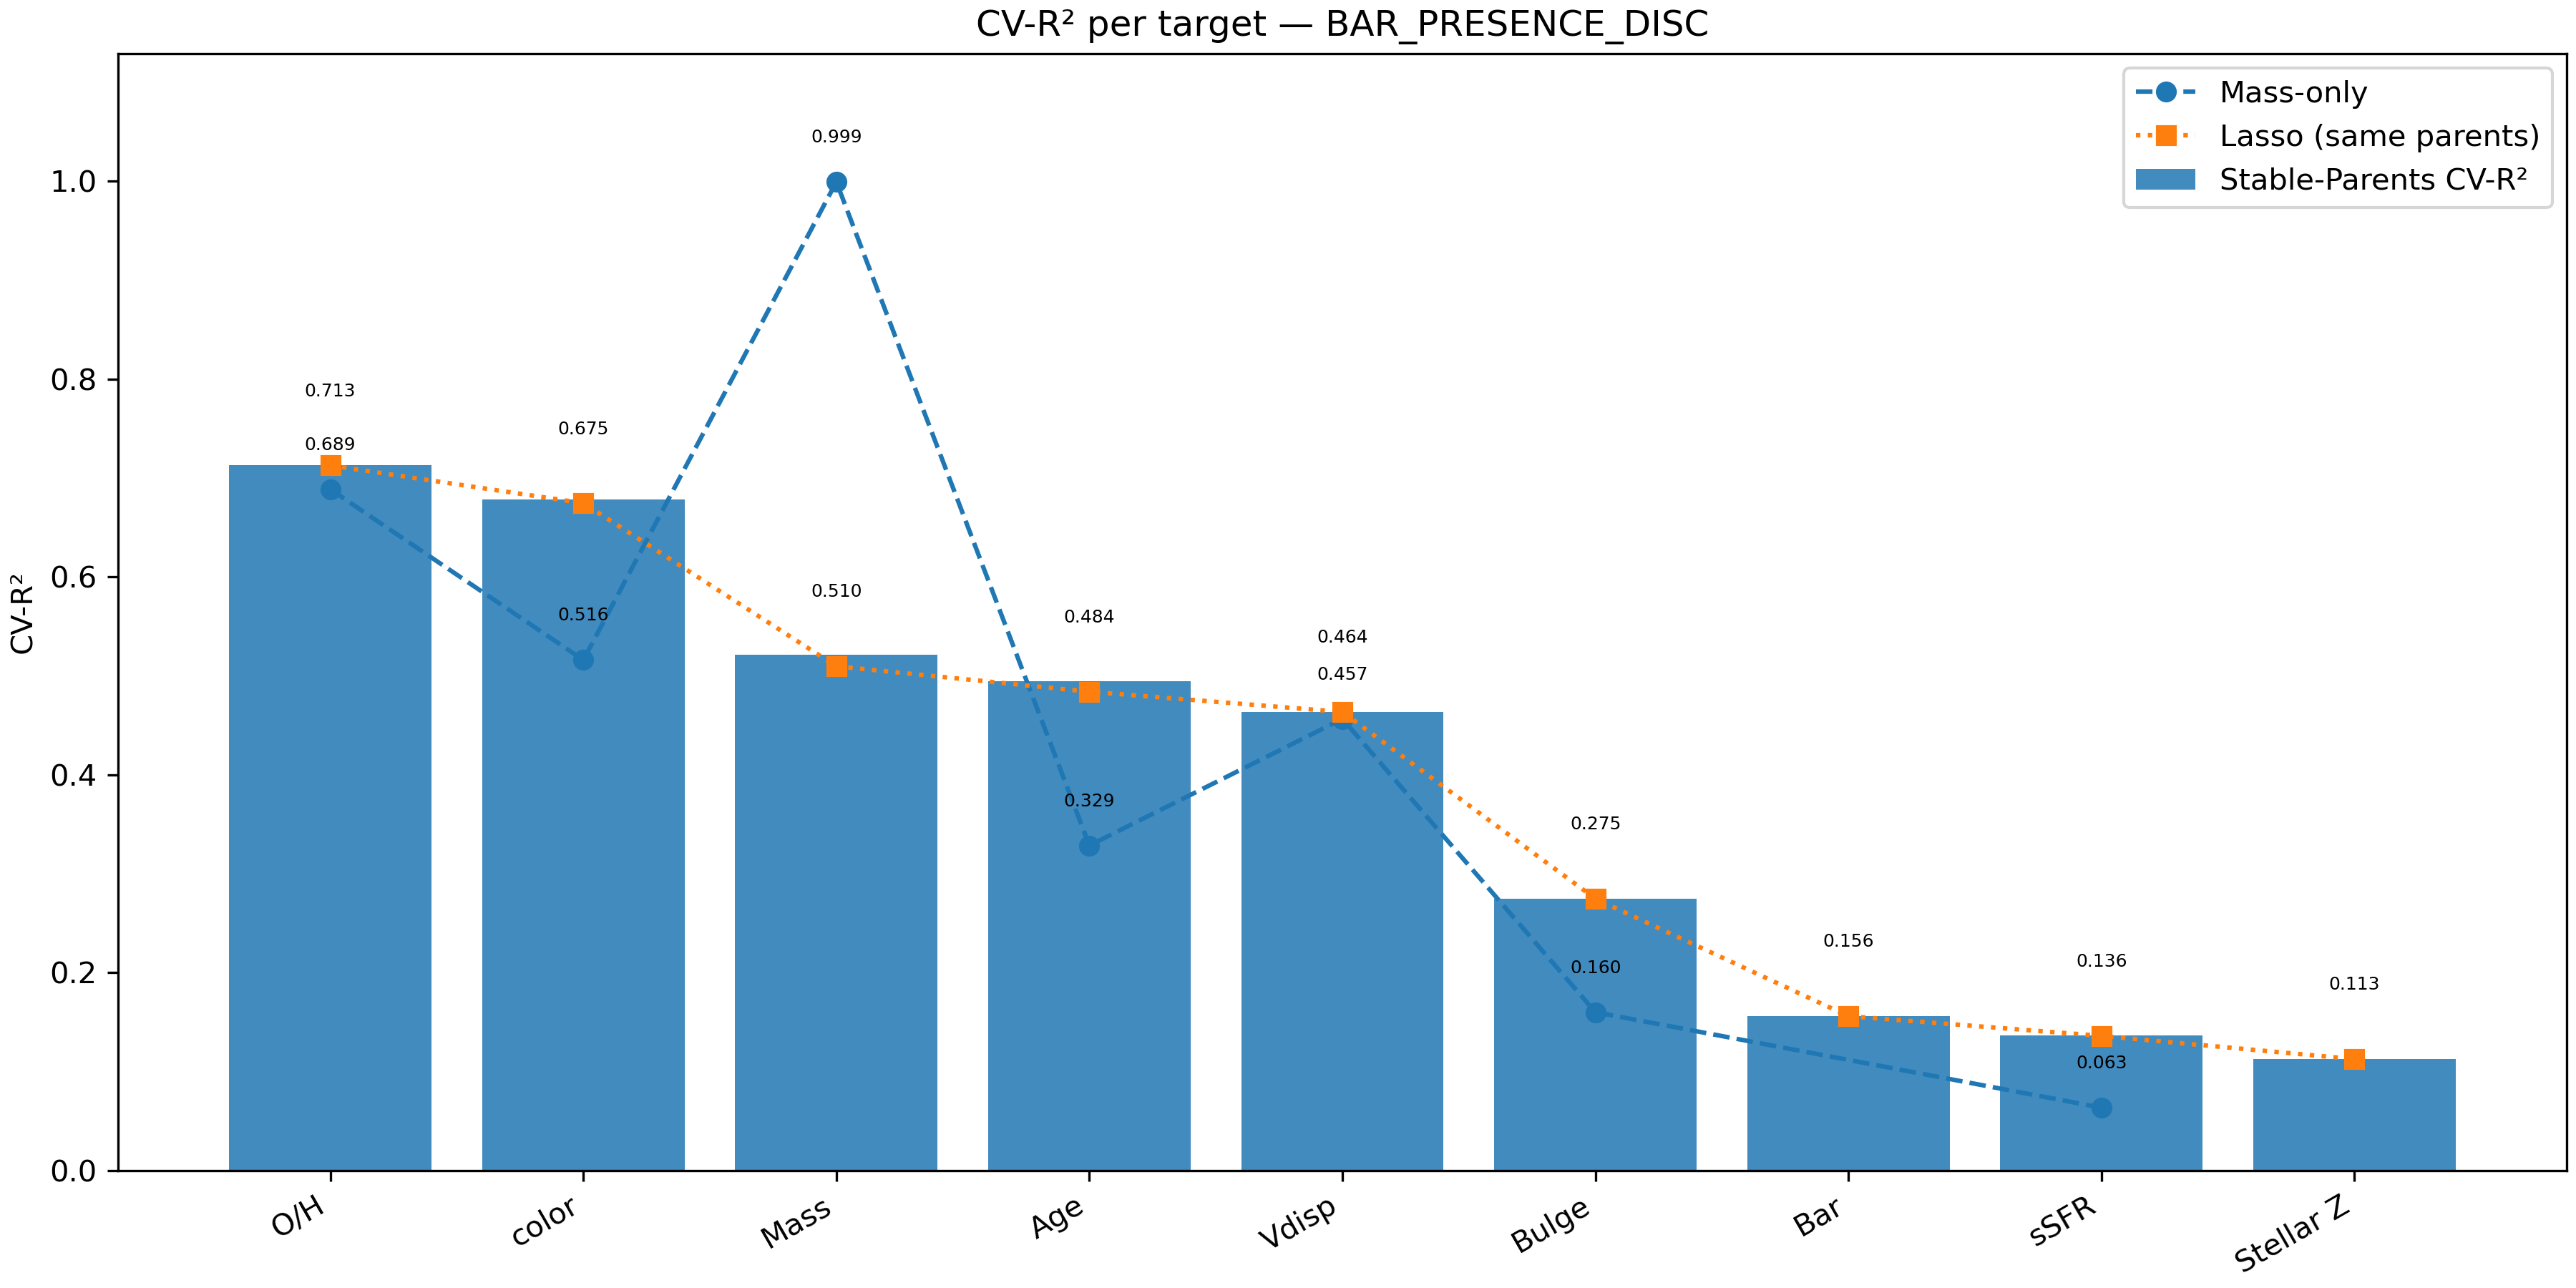 CV-R² per target — BAR_PRESENCE_DISC
Mass-only
Lasso (same parents)
Stable-Parents CV-R²
CV-R²
1.0
0.8
0.6
0.4
0.2
0.0
0.713
0.689
0.675
0.516
0.999
0.510
0.484
0.329
0.464
0.457
0.275
0.160
0.156
0.136
0.063
0.113
O/H
color
Mass
Age
Vdisp
Bulge
Bar
sSFR
Stellar Z